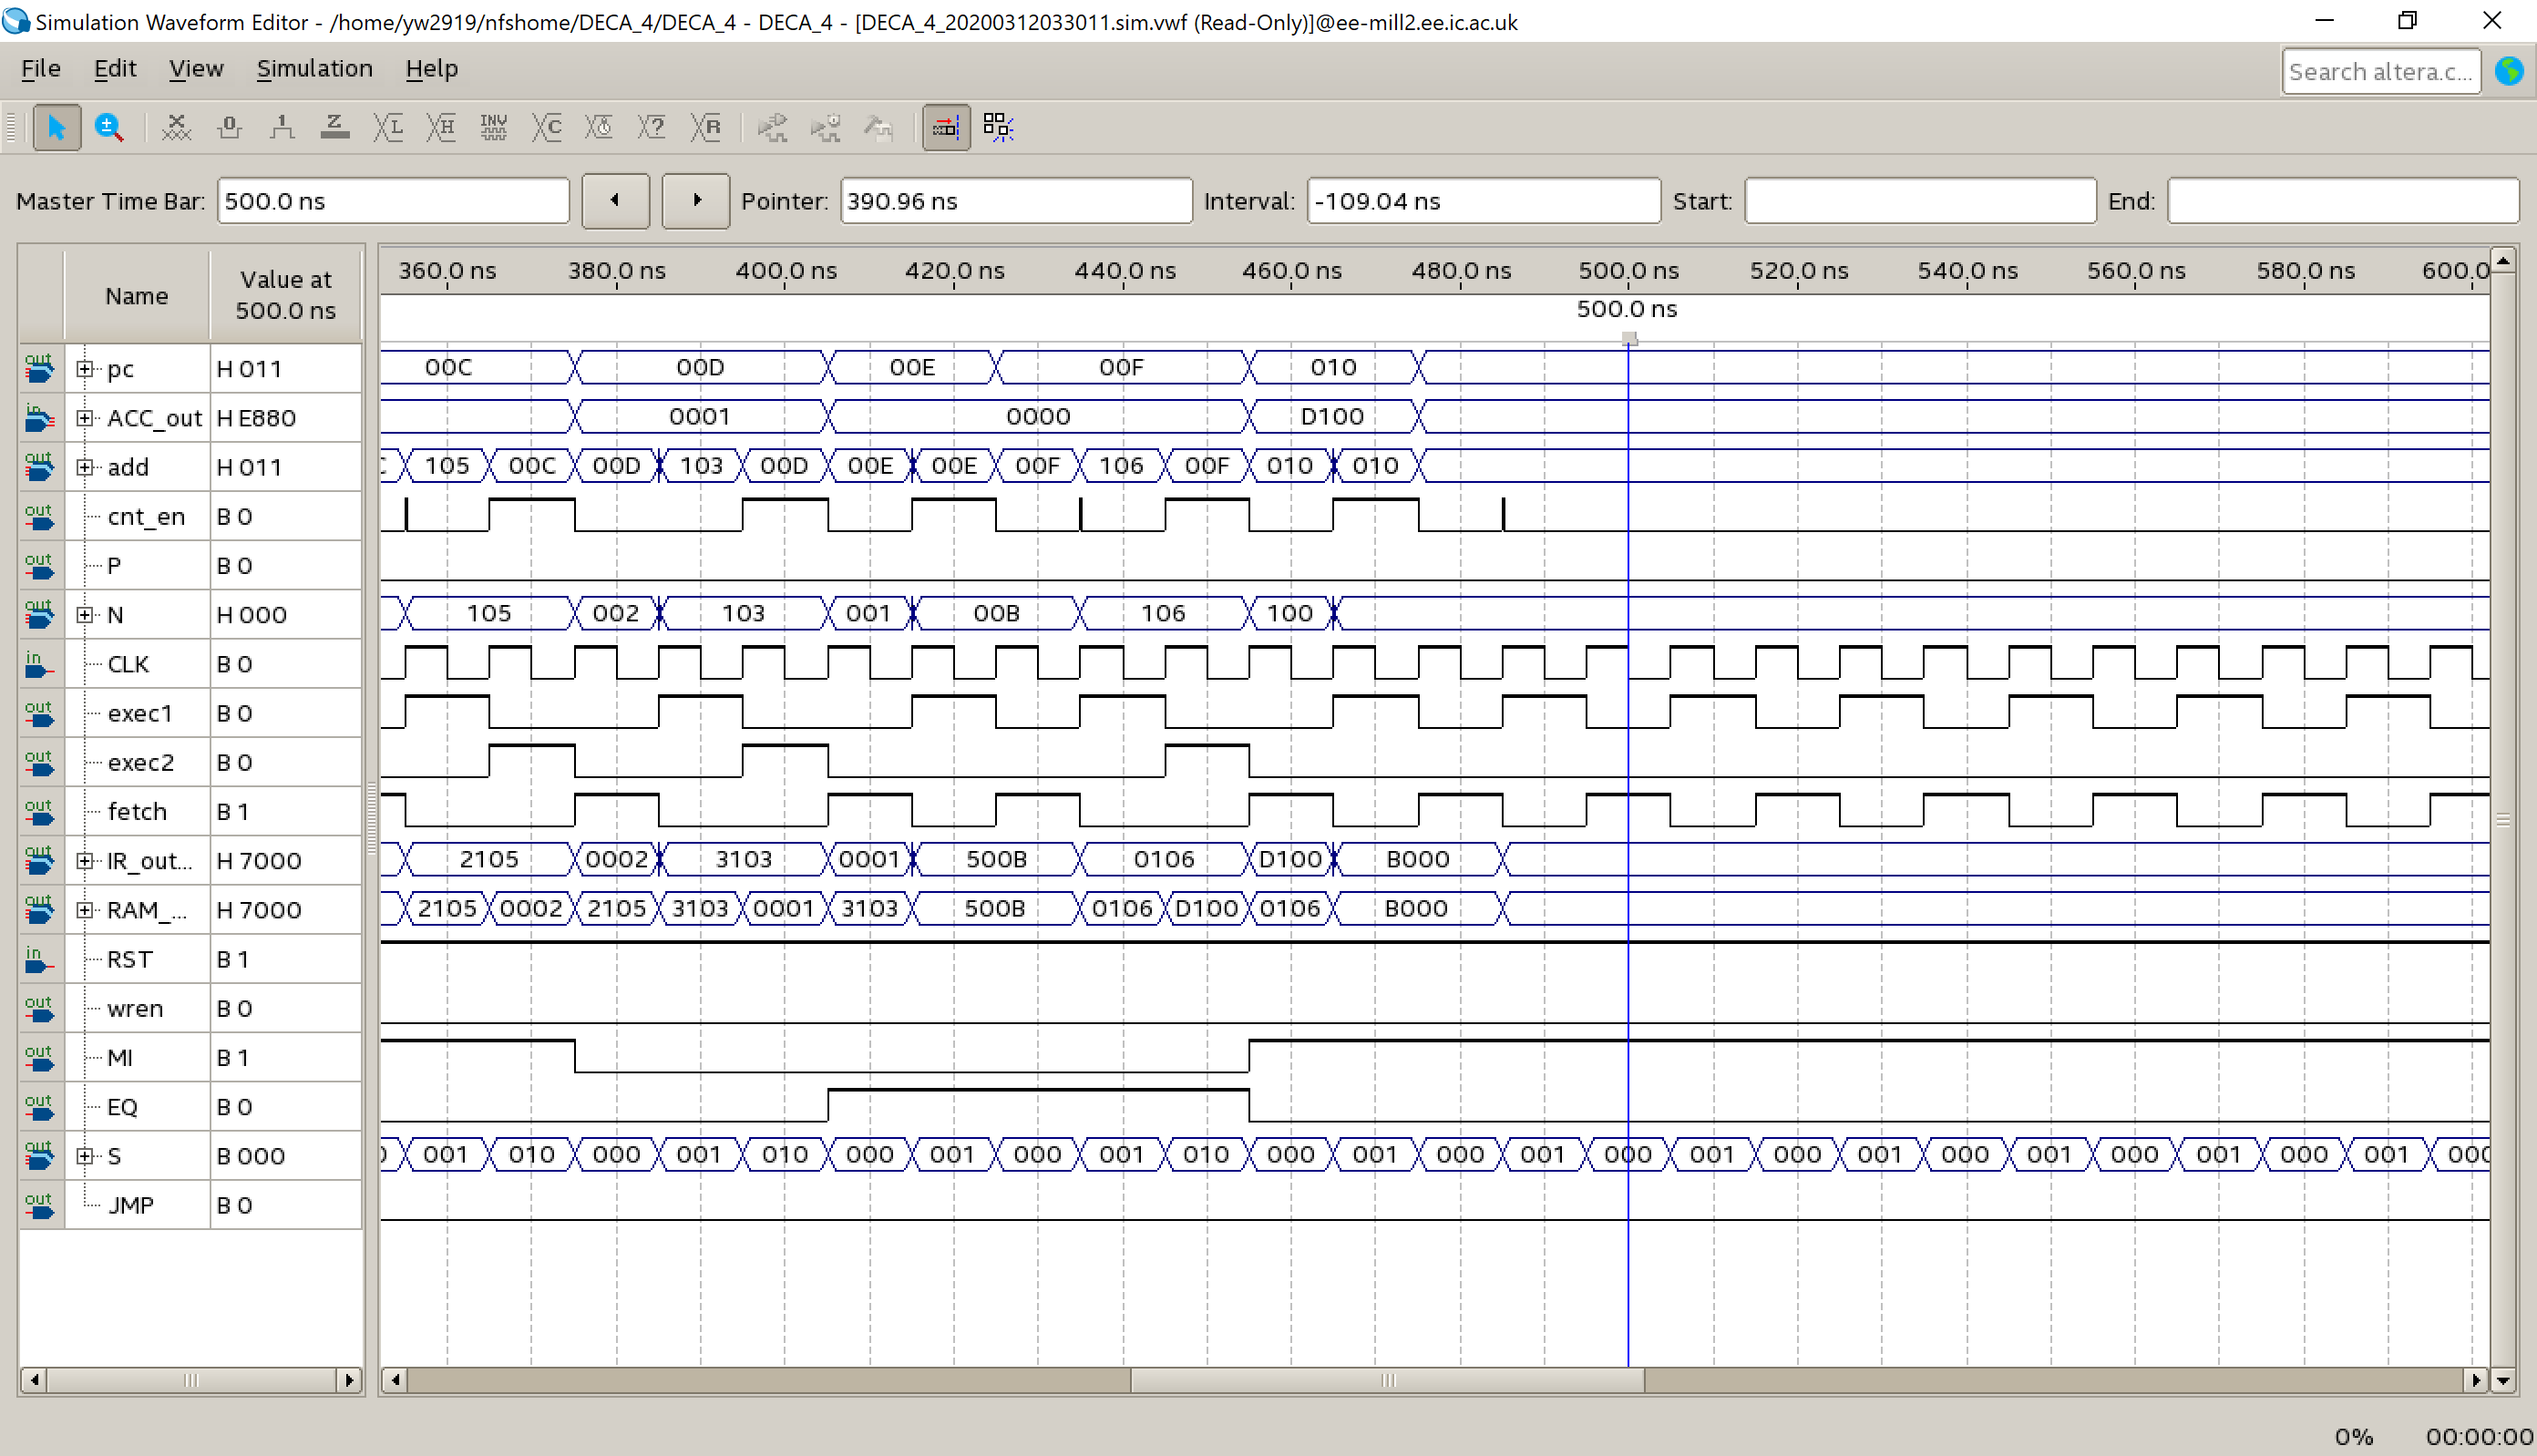 Simulation Waveform Editor - /home/yw2919/nfshome/DECA_4/DECA_4 - DECA_4 - [DECA_4_20200312033011.sim.vwf (Read-Only)]@ee-mill2.ee.ic.ac.uk
File Edit View Simulation Help Search altera.c...
Master Time Bar: 500.0 ns Pointer: 390.96 ns Interval: -109.04 ns Start: End:
Name Value at 500.0 ns 360.0 ns 380.0 ns 400.0 ns 420.0 ns 440.0 ns 460.0 ns 480.0 ns 500.0 ns 520.0 ns 540.0 ns 560.0 ns 580.0 ns 600.0
500.0 ns
out pc H 011 00C 00D 00E 00F 010
in ACC_out H E880 0001 0000 D100
out add H 011 C 105 00C 00D 103 00D 00E 00E 00F 106 00F 010 010
out cnt_en B 0
out P B 0
out N H 000 105 002 103 001 00B 106 100
in CLK B 0
out exec1 B 0
out exec2 B 0
out fetch B 1
out IR_out... H 7000 2105 0002 3103 0001 500B 0106 D100 B000
out RAM_... H 7000 2105 0002 2105 3103 0001 3103 500B 0106 D100 0106 B000
in RST B 1
out wren B 0
out MI B 1
out EQ B 0
out S B 000 001 010 000 001 010 000 001 000 001 010 000 001 000 001 000 001 000 001 000 001 000 001 000 001 000
out JMP B 0
0% 00:00:00